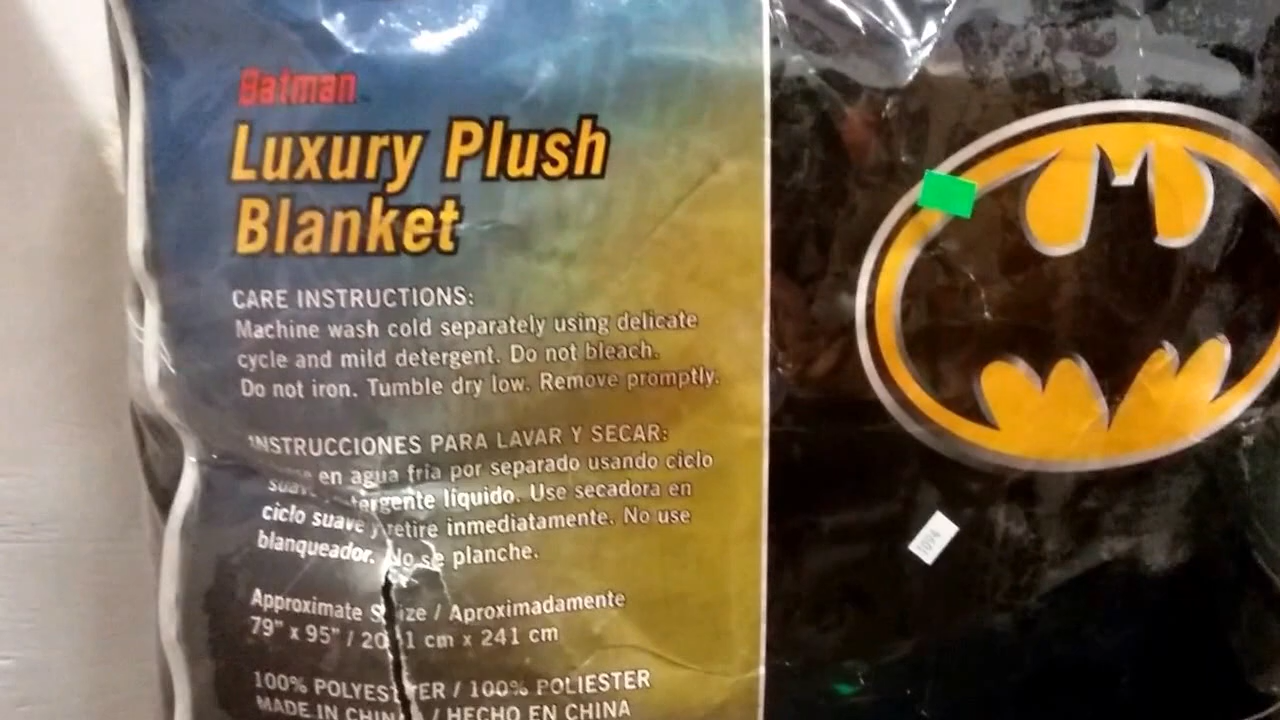 Batman
Luxury Plush
Blanket
CARE INSTRUCTIONS:
Machine wash cold separately using delicate
cycle and mild detergent. Do not bleach.
Do not iron. Tumble dry low. Remove promptly.
INSTRUCCIONES PARA LAVAR Y SECAR:
en agua fría por separado usando ciclo
suave detergente líquido. Use secadora en
ciclo suave y retire inmediatamente. No use
blanqueador. No se planche.
Approximate Size / Aproximadamente
79" x 95" / 201 cm x 241 cm
100% POLYESTER / 100% POLIESTER
MADE IN CHINA / HECHO EN CHINA
1094